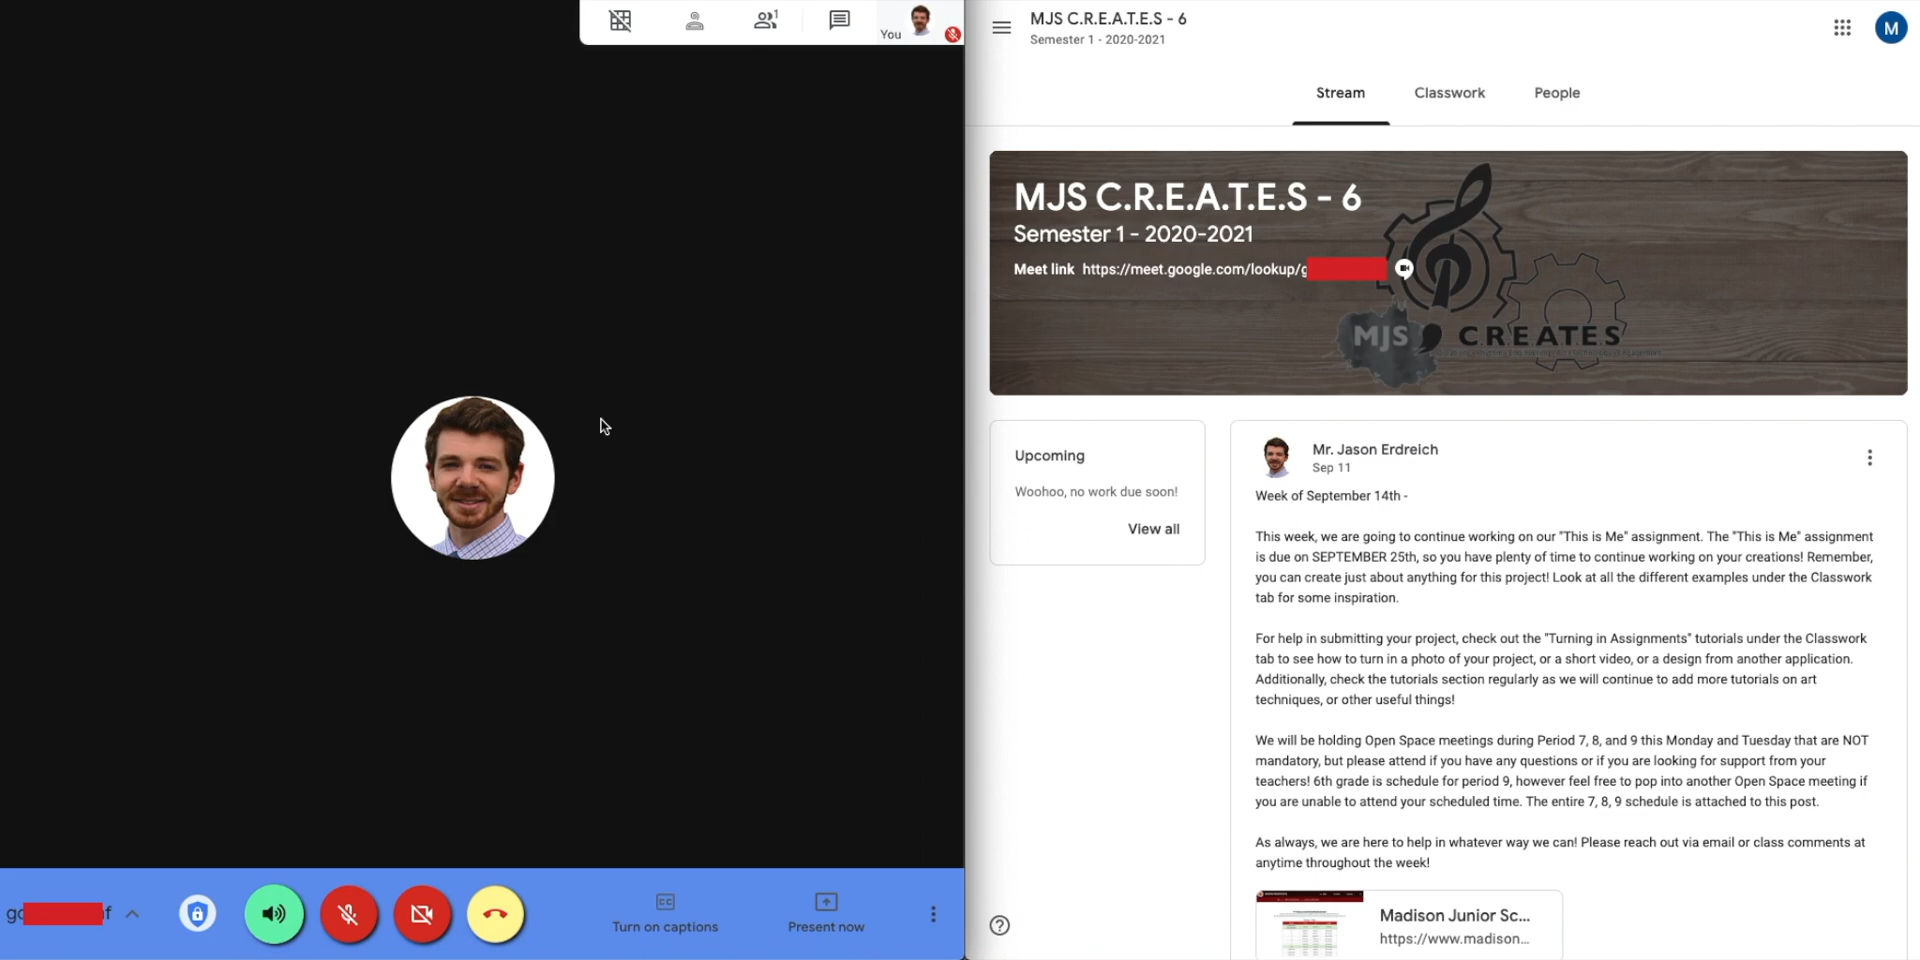 1
You
MJS C.R.E.A.T.E.S - 6
Semester 1 - 2020-2021
M
Stream
Classwork
People
MJS C.R.E.A.T.E.S - 6
Semester 1 - 2020-2021
Meet link https://meet.google.com/lookup/g
MJS CREATES
Upcoming
Woohoo, no work due soon!
View all
Mr. Jason Erdreich
Sep 11
Week of September 14th -
This week, we are going to continue working on our "This is Me" assignment. The "This is Me" assignment
is due on SEPTEMBER 25th, so you have plenty of time to continue working on your creations! Remember,
you can create just about anything for this project! Look at all the different examples under the Classwork
tab for some inspiration.
For help in submitting your project, check out the "Turning in Assignments" tutorials under the Classwork
tab to see how to turn in a photo of your project, or a short video, or a design from another application.
Additionally, check the tutorials section regularly as we will continue to add more tutorials on art
techniques, or other useful things!
We will be holding Open Space meetings during Period 7, 8, and 9 this Monday and Tuesday that are NOT
mandatory, but please attend if you have any questions or if you are looking for support from your
teachers! 6th grade is schedule for period 9, however feel free to pop into another Open Space meeting if
you are unable to attend your scheduled time. The entire 7, 8, 9 schedule is attached to this post.
As always, we are here to help in whatever way we can! Please reach out via email or class comments at
anytime throughout the week!
Madison Junior Sc...
https://www.madison...
go f
CC
Turn on captions
Present now